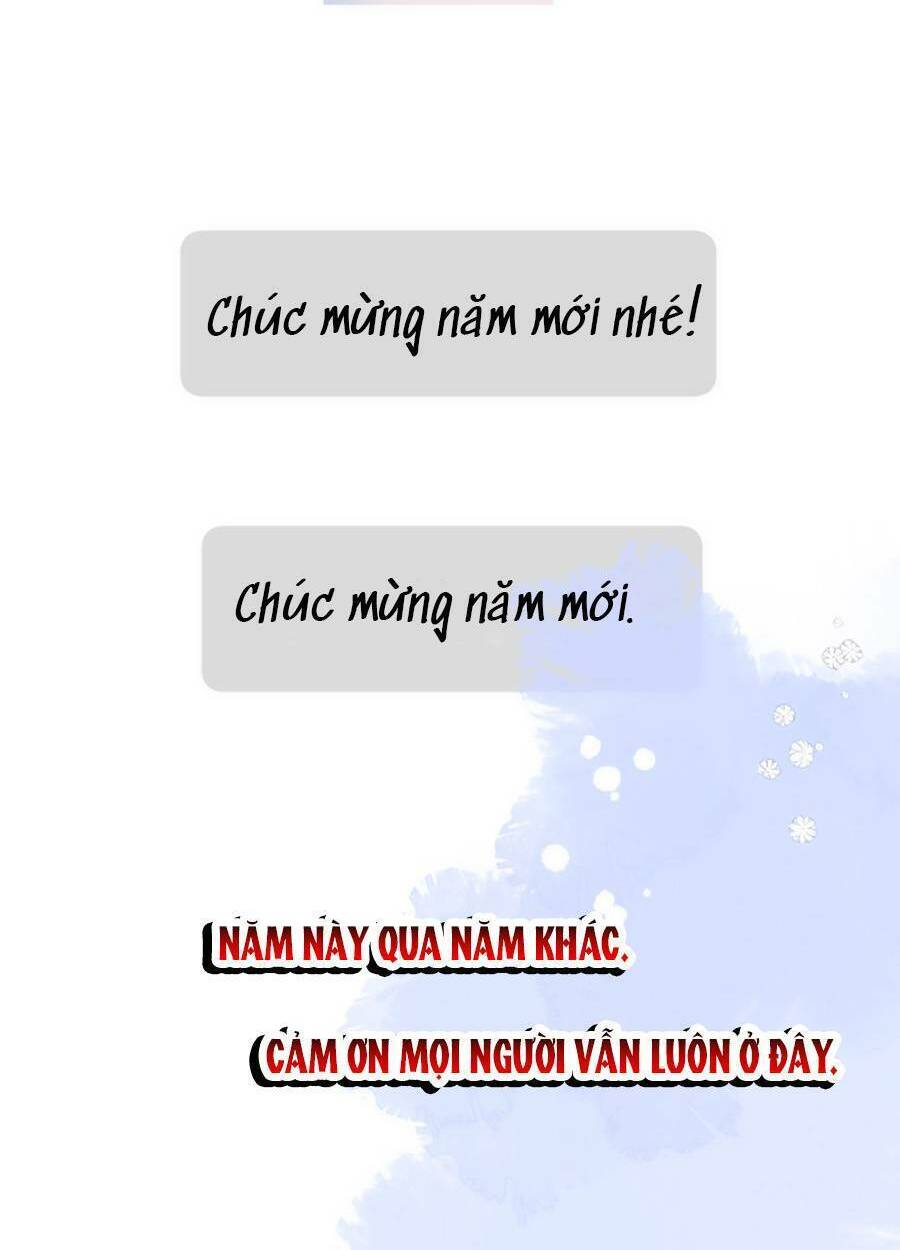 Chúc mừng năm mới nhé!
Chúc mừng năm mới.
NĂM NÀY QUA NĂM KHÁC.
CẢM ƠN MỌI NGƯỜI VẪN LUÔN Ở ĐÂY.